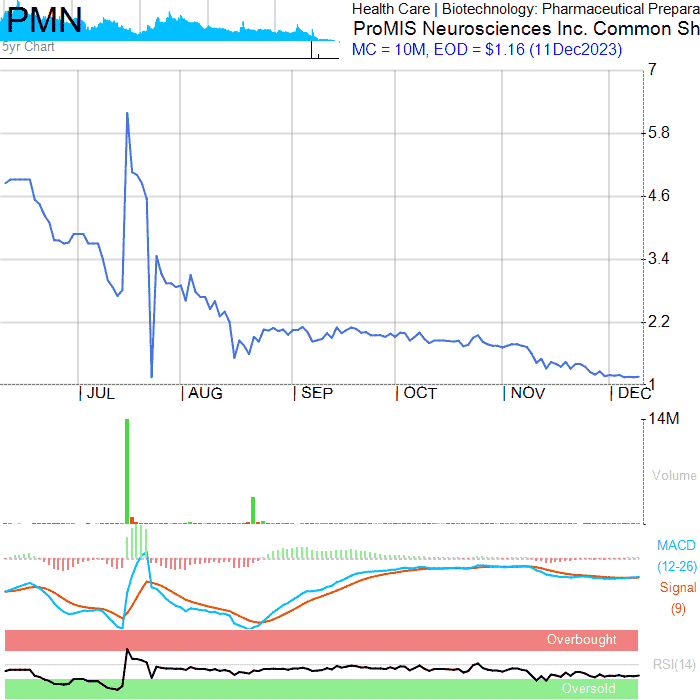 PMN
5yr Chart
Health Care | Biotechnology: Pharmaceutical Prepara
ProMIS Neurosciences Inc. Common Sh
MC = 10M, EOD = $1.16 (11Dec2023)
7
5.8
4.6
3.4
2.2
1
| JUL | AUG | SEP | OCT | NOV | DEC
14M
Volume
MACD
(12-26)
Signal
(9)
Overbought
RSI(14)
Oversold